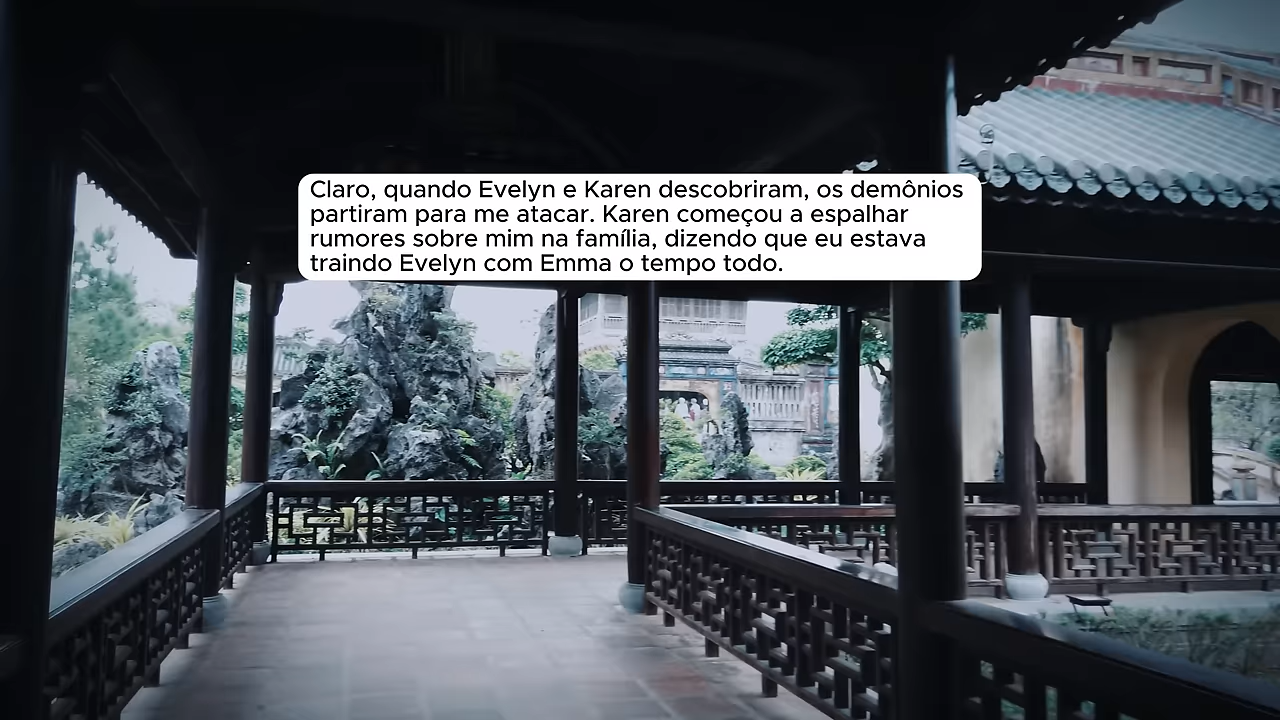 Claro, quando Evelyn e Karen descobriram, os demônios
partiram para me atacar. Karen começou a espalhar
rumores sobre mim na família, dizendo que eu estava
traindo Evelyn com Emma o tempo todo.